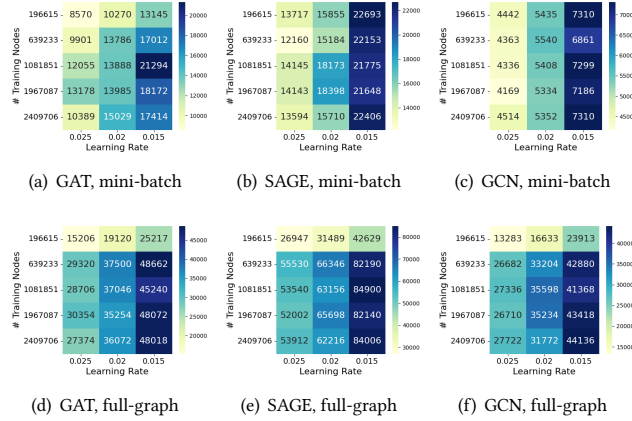 # Training Nodes
196615 8570 10270 13145
639233 9901 13786 17012
1081851 12055 13888 21294
1967087 13178 13985 18172
2409706 10389 15029 17414
0.025 0.02 0.015
Learning Rate
20000
18000
16000
14000
12000
10000
(a) GAT, mini-batch
196615 13717 15855 22693
639233 12160 15184 22153
1081851 14145 18173 21775
1967087 14143 18398 21648
2409706 13594 15710 22406
0.025 0.02 0.015
Learning Rate
22000
20000
18000
16000
14000
(b) SAGE, mini-batch
196615 4442 5435 7310
639233 4363 5540 6861
1081851 4336 5408 7299
1967087 4169 5334 7186
2409706 4514 5352 7310
0.025 0.02 0.015
Learning Rate
7000
6500
6000
5500
5000
4500
(c) GCN, mini-batch
# Training Nodes
196615 15206 19120 25217
639233 29320 37500 48662
1081851 28706 37046 45240
1967087 30354 35254 48072
2409706 27374 36072 48018
0.025 0.02 0.015
Learning Rate
45000
40000
35000
30000
25000
20000
(d) GAT, full-graph
196615 26947 31489 42629
639233 55530 66346 82190
1081851 53540 63156 84900
1967087 52002 65698 82140
2409706 53912 62216 84006
0.025 0.02 0.015
Learning Rate
80000
70000
60000
50000
40000
30000
(e) SAGE, full-graph
196615 13283 16633 23913
639233 26682 33204 42880
1081851 27336 35598 41368
1967087 26710 35234 43418
2409706 27722 31772 44136
0.025 0.02 0.015
Learning Rate
40000
35000
30000
25000
20000
15000
(f) GCN, full-graph